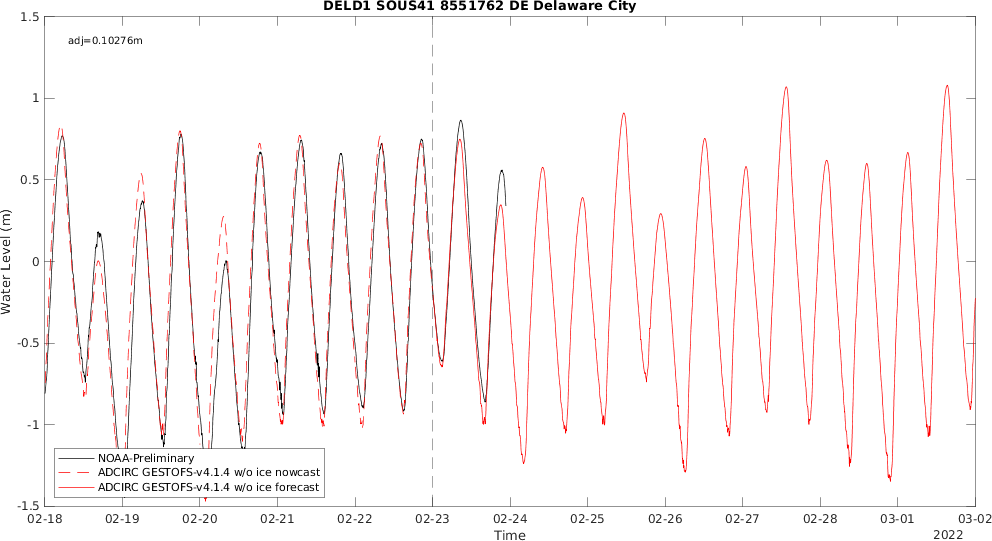 DELD1 SOUS41 8551762 DE Delaware City
adj=0.10276m
1.5
1
0.5
0
-0.5
-1
-1.5
Water Level (m)
NOAA-Preliminary
ADCIRC GESTOFS-v4.1.4 w/o ice nowcast
ADCIRC GESTOFS-v4.1.4 w/o ice forecast
02-18 02-19 02-20 02-21 02-22 02-23 02-24 02-25 02-26 02-27 02-28 03-01 03-02
Time
2022